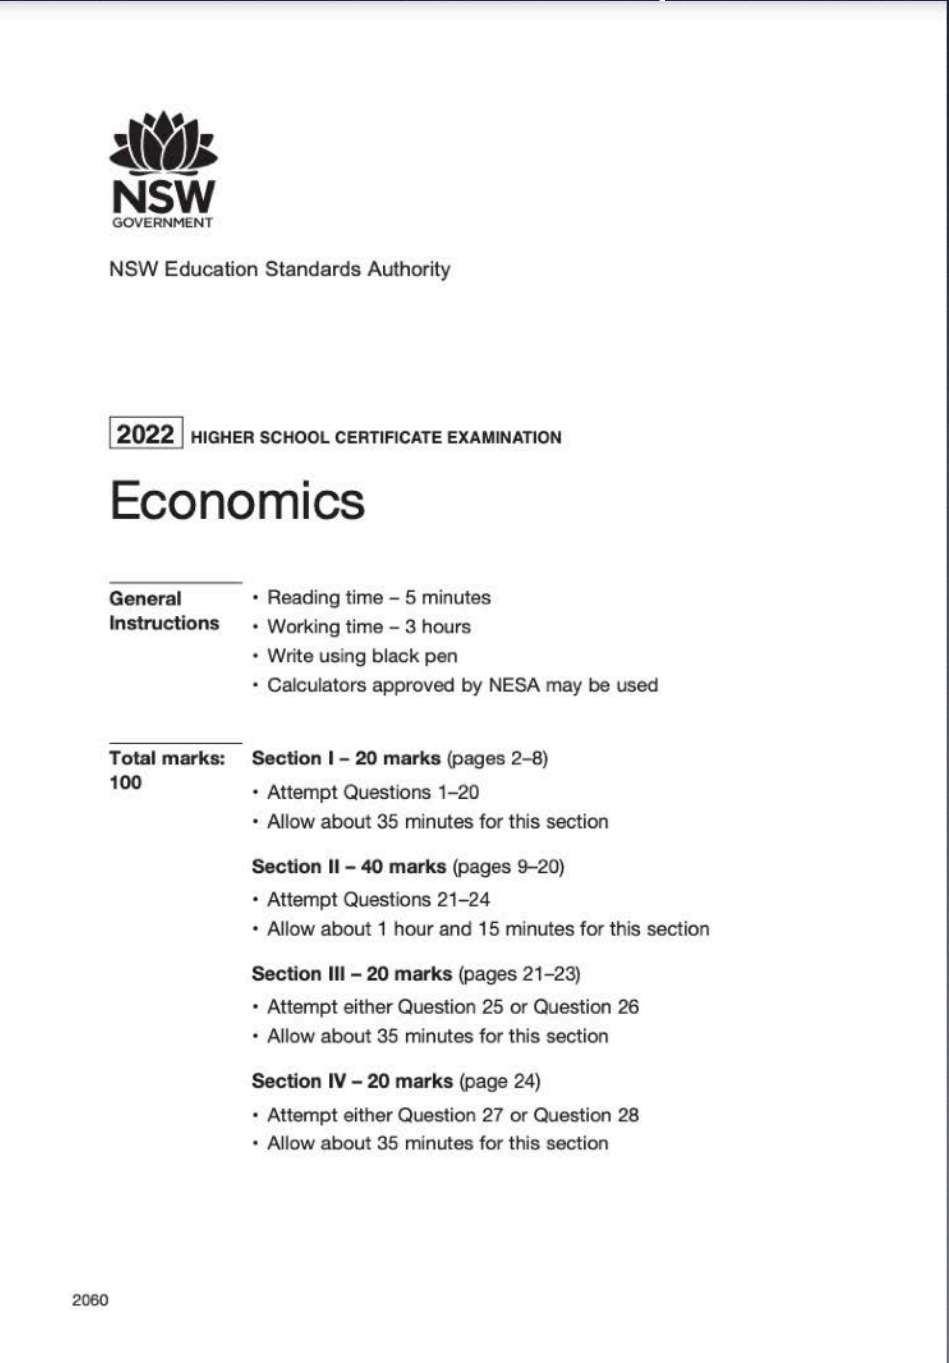 NSW
GOVERNMENT
NSW Education Standards Authority
2022 HIGHER SCHOOL CERTIFICATE EXAMINATION
Economics
General
Instructions
• Reading time – 5 minutes
• Working time – 3 hours
• Write using black pen
• Calculators approved by NESA may be used
Total marks:
100
Section I – 20 marks (pages 2–8)
• Attempt Questions 1–20
• Allow about 35 minutes for this section
Section II – 40 marks (pages 9–20)
• Attempt Questions 21–24
• Allow about 1 hour and 15 minutes for this section
Section III – 20 marks (pages 21–23)
• Attempt either Question 25 or Question 26
• Allow about 35 minutes for this section
Section IV – 20 marks (page 24)
• Attempt either Question 27 or Question 28
• Allow about 35 minutes for this section
2060